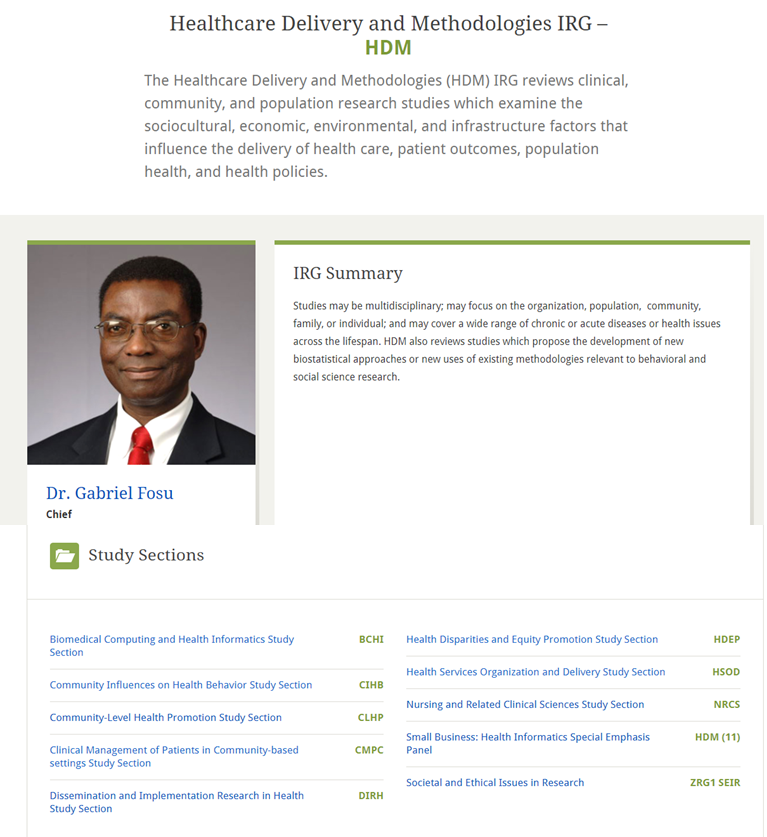 Healthcare Delivery and Methodologies IRG –
HDM
The Healthcare Delivery and Methodologies (HDM) IRG reviews clinical,
community, and population research studies which examine the
sociocultural, economic, environmental, and infrastructure factors that
influence the delivery of health care, patient outcomes, population
health, and health policies.
Dr. Gabriel Fosu
Chief
IRG Summary
Studies may be multidisciplinary; may focus on the organization, population, community,
family, or individual; and may cover a wide range of chronic or acute diseases or health issues
across the lifespan. HDM also reviews studies which propose the development of new
biostatistical approaches or new uses of existing methodologies relevant to behavioral and
social science research.
Study Sections
Biomedical Computing and Health Informatics Study BCHI
Section
Community Influences on Health Behavior Study Section CIHB
Community-Level Health Promotion Study Section CLHP
Clinical Management of Patients in Community-based CMPC
settings Study Section
Dissemination and Implementation Research in Health DIRH
Study Section
Health Disparities and Equity Promotion Study Section HDEP
Health Services Organization and Delivery Study Section HSOD
Nursing and Related Clinical Sciences Study Section NRCS
Small Business: Health Informatics Special Emphasis HDM (11)
Panel
Societal and Ethical Issues in Research ZRG1 SEIR